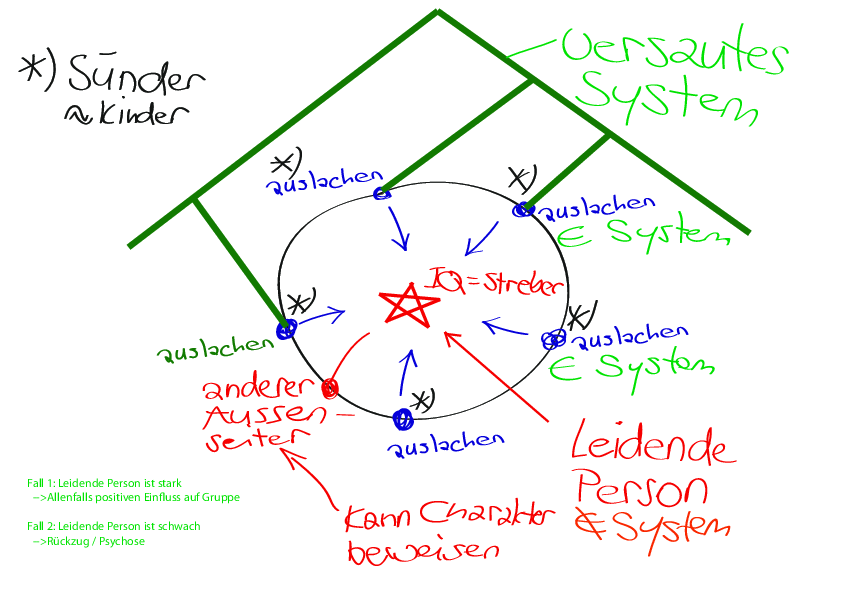 *) Sünder
≈ Kinder
Versautes
System
*)
auslachen
*)
auslachen
∈ System
IQ=Streber
*)
auslachen
*)
auslachen
∈ System
anderer
Aussen-
seiter
*)
auslachen
Leidende
Person
∉ System
Kann Charakter
beweisen
Fall 1: Leidende Person ist stark
-->Allenfalls positiven Einfluss auf Gruppe
Fall 2: Leidende Person ist schwach
-->Rückzug / Psychose